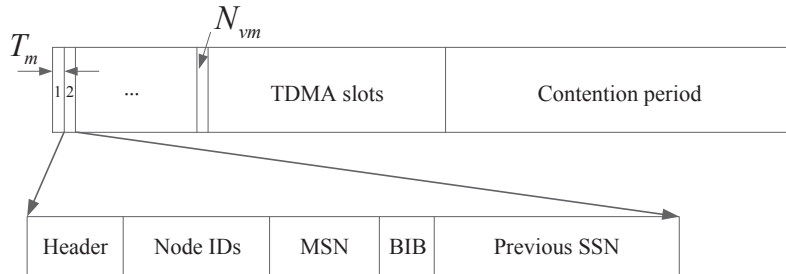 N_vm
T_m
1 2 ... TDMA slots Contention period
Header Node IDs MSN BIB Previous SSN